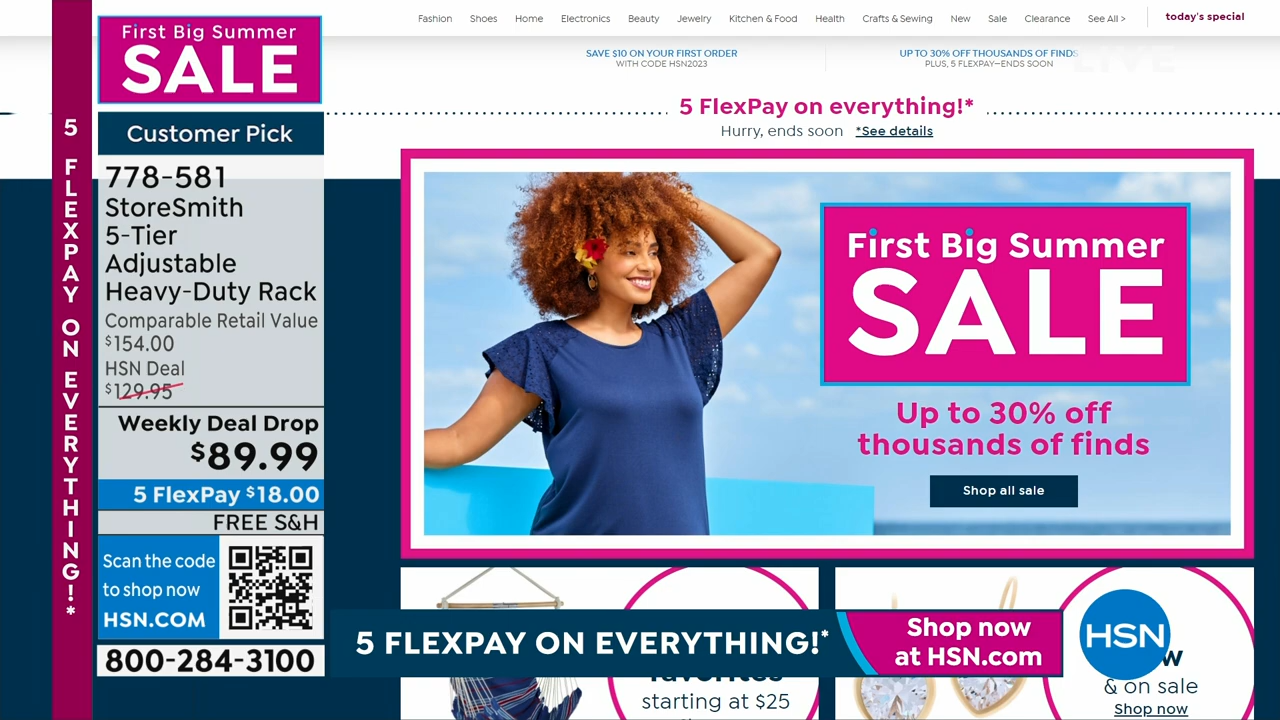 First Big Summer
SALE
Customer Pick
778-581
StoreSmith
5-Tier
Adjustable
Heavy-Duty Rack
Comparable Retail Value
$154.00
HSN Deal
$129.95
Weekly Deal Drop
$89.99
5 FlexPay $18.00
FREE S&H
Scan the code
to shop now
HSN.COM
800-284-3100
5 FLEXPAY ON EVERYTHING!*
Fashion Shoes Home Electronics Beauty Jewelry Kitchen & Food Health Crafts & Sewing New Sale Clearance See All > today's special
SAVE $10 ON YOUR FIRST ORDER
WITH CODE HSN2023
UP TO 30% OFF THOUSANDS OF FINDS
PLUS, 5 FLEXPAY—ENDS SOON
LIVE
5 FlexPay on everything!*
Hurry, ends soon *See details
First Big Summer
SALE
Up to 30% off
thousands of finds
Shop all sale
5 FLEXPAY ON EVERYTHING!*
Shop now
at HSN.com
HSN
favorites
starting at $25
& on sale
Shop now